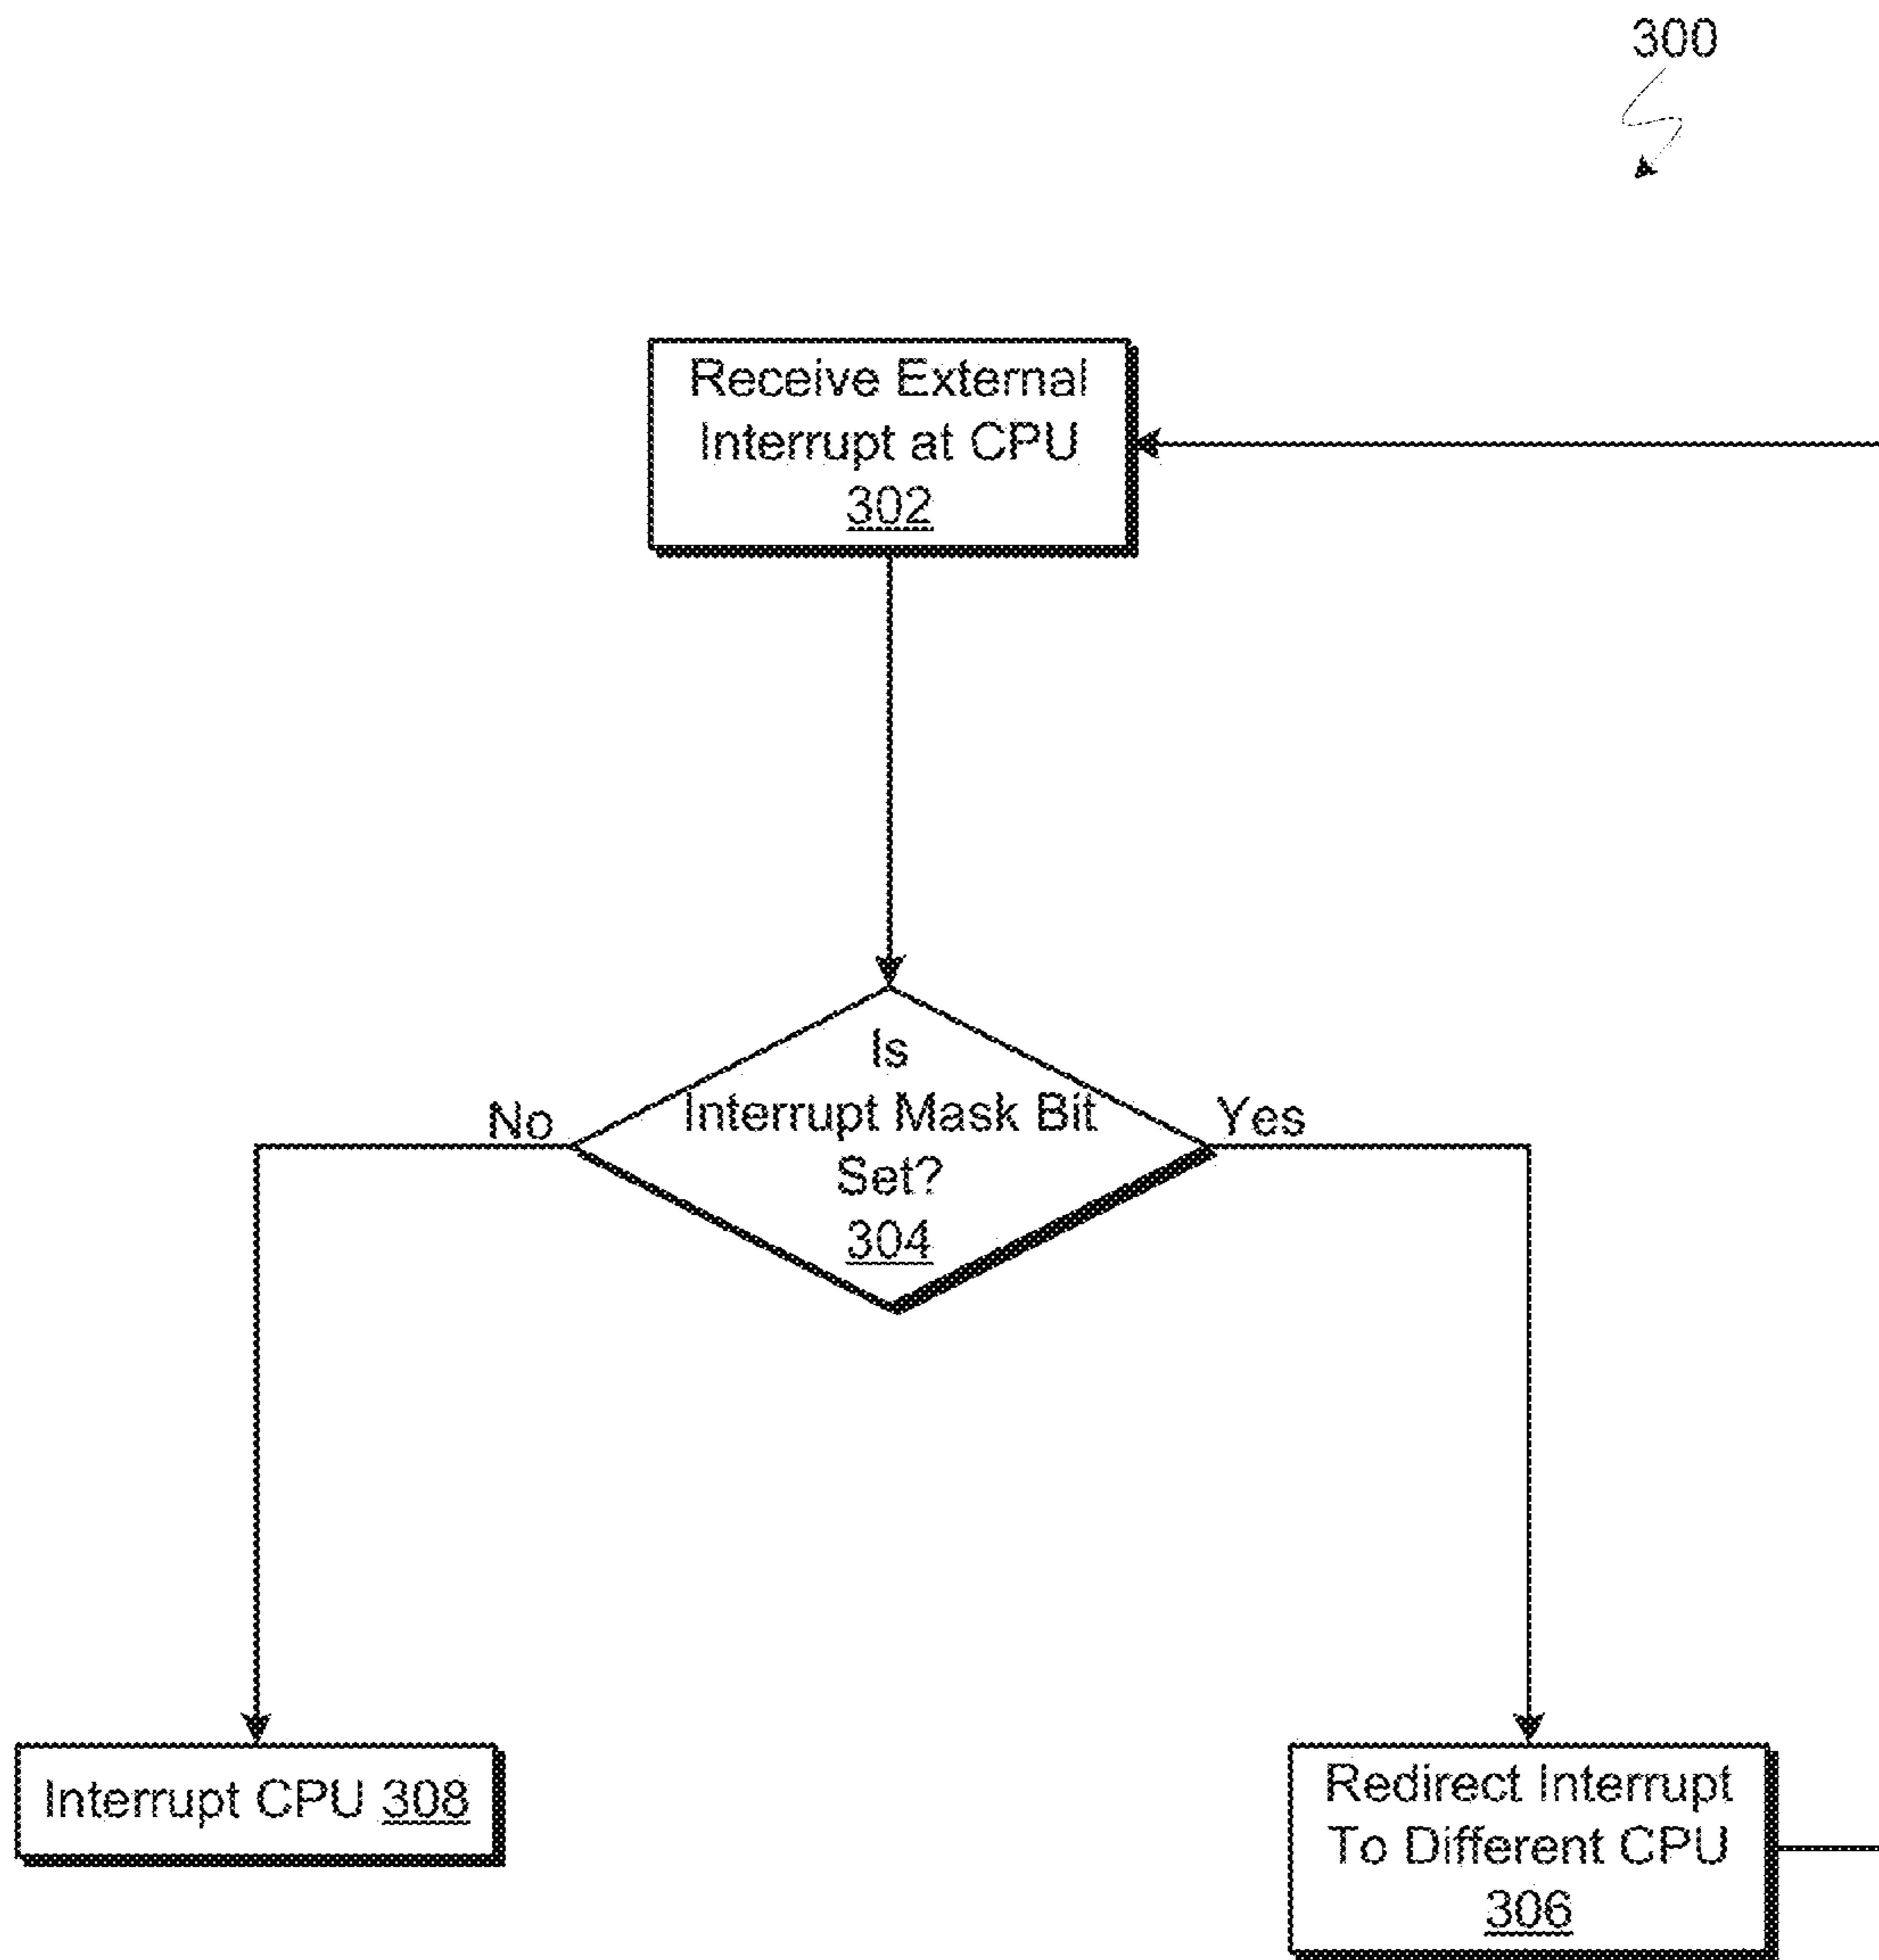 300
Receive External
Interrupt at CPU
302
Is
Interrupt Mask Bit
Set?
304
No
Yes
Interrupt CPU 308
Redirect Interrupt
To Different CPU
306